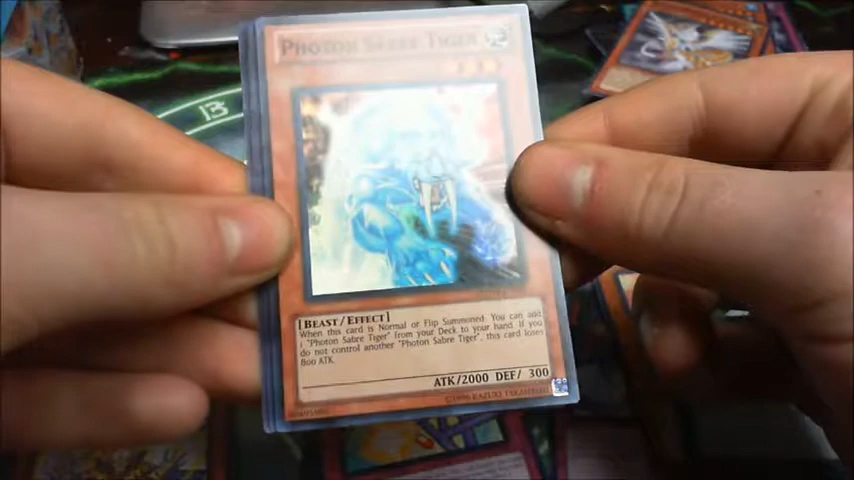 Photon Sabre Tiger
13
[Beast/Effect]
When this card is Normal or Flip Summoned: You can add
1 "Photon Sabre Tiger" from your Deck to your hand. If you
do not control another "Photon Sabre Tiger", this card loses
800 ATK.
ATK/2000 DEF/ 300
©1996 KAZUKI TAKAHASHI